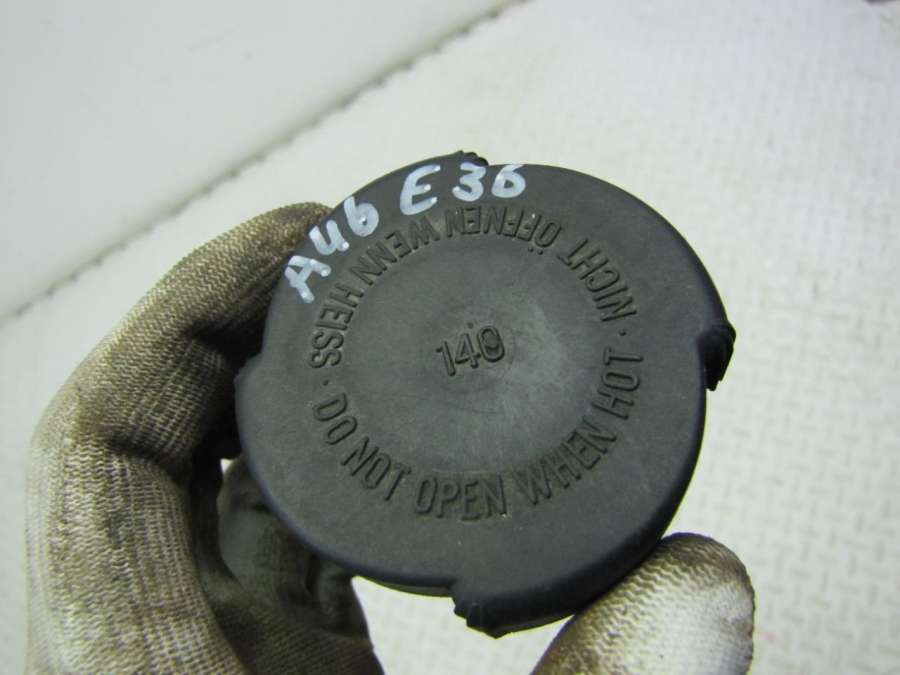 A46 E36
NICHT ÖFFNEN WENN HEISS ·
DO NOT OPEN WHEN HOT ·
140